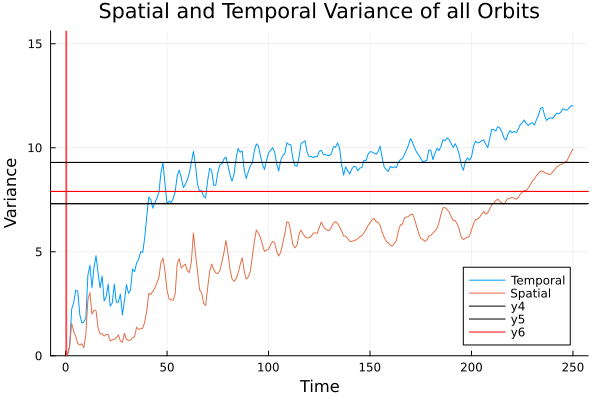 Spatial and Temporal Variance of all Orbits
15
10
5
0
Variance
0 50 100 150 200 250
Time
Temporal
Spatial
y4
y5
y6